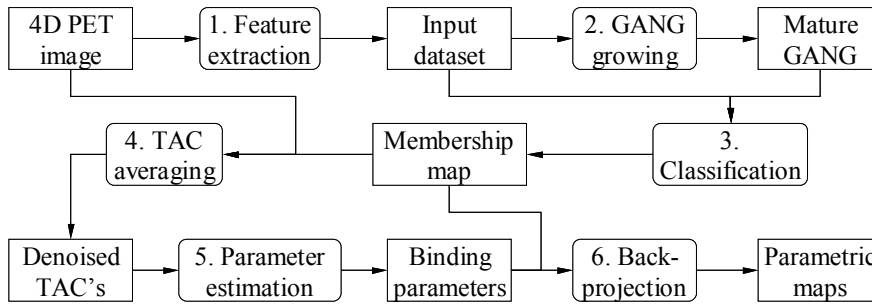 4D PET
image
1. Feature
extraction
Input
dataset
2. GANG
growing
Mature
GANG
4. TAC
averaging
Membership
map
3.
Classification
Denoised
TAC's
5. Parameter
estimation
Binding
parameters
6. Back-
projection
Parametric
maps